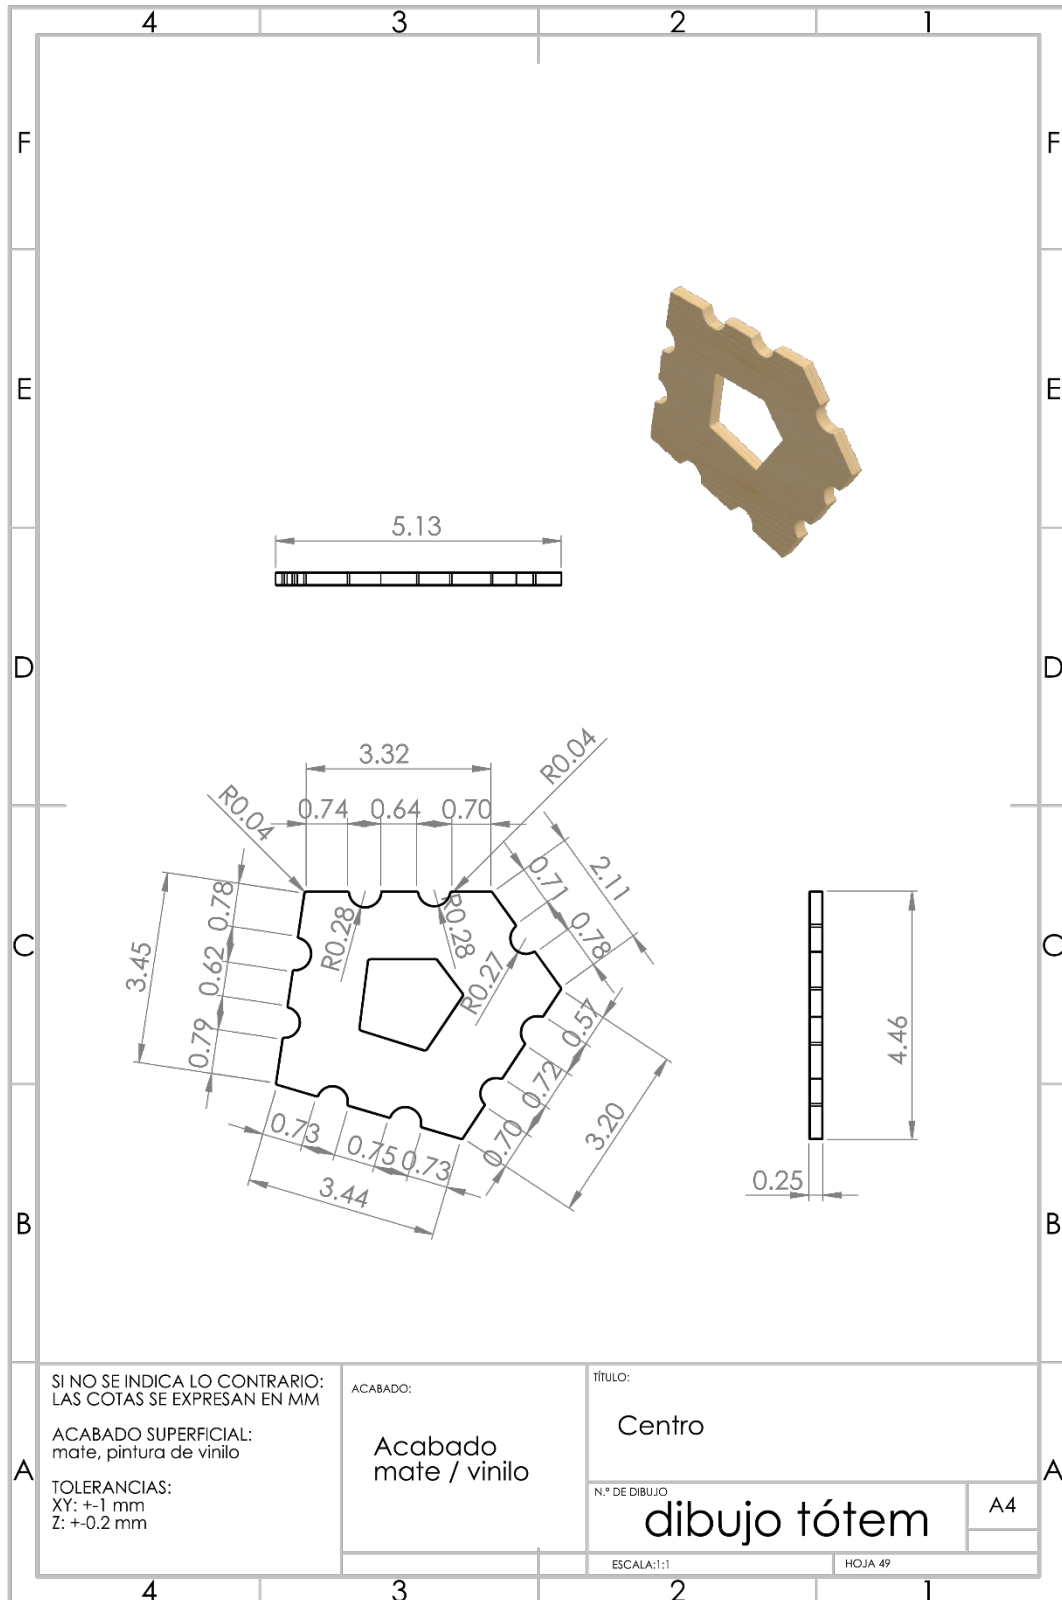 4 3 2 1
F F
E E
5.13
D D
3.32
R0.04
R0.04
0.74 0.64 0.70
2.11
0.71
0.78
R0.28
R0.28
0.78
R0.27
C C
0.62
3.45
0.57
0.79
4.46
0.72
0.73
0.75
0.73
0.70
3.20
3.44
0.25
B B
SI NO SE INDICA LO CONTRARIO:
LAS COTAS SE EXPRESAN EN MM
ACABADO SUPERFICIAL:
mate, pintura de vinilo
TOLERANCIAS:
XY: +-1 mm
Z: +-0.2 mm
ACABADO:
Acabado
mate / vinilo
TÍTULO:
Centro
N.º DE DIBUJO
dibujo tótem
A4
ESCALA:1:1
HOJA 49
A A
4 3 2 1